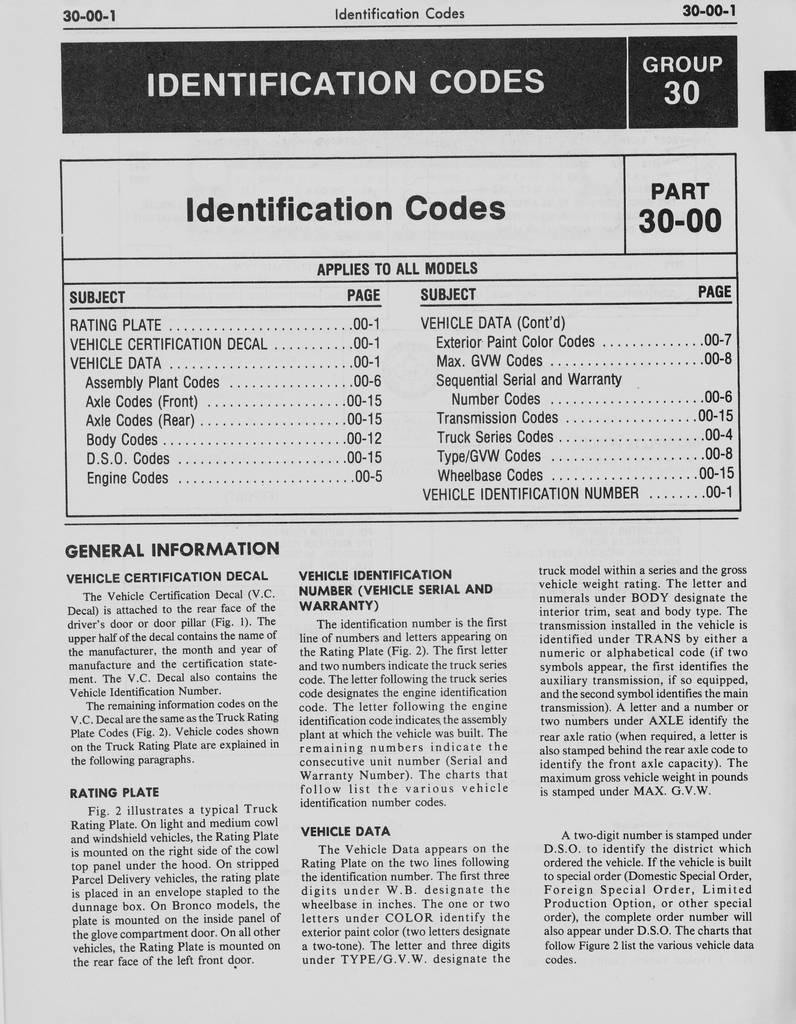 30-00-1
Identification Codes
30-00-1
IDENTIFICATION CODES
GROUP
30
Identification Codes
PART
30-00
APPLIES TO ALL MODELS
SUBJECT PAGE
RATING PLATE ........................00-1
VEHICLE CERTIFICATION DECAL ...........00-1
VEHICLE DATA ........................00-1
Assembly Plant Codes .................00-6
Axle Codes (Front) ...................00-15
Axle Codes (Rear) ....................00-15
Body Codes .........................00-12
D.S.O. Codes .......................00-15
Engine Codes ........................00-5
SUBJECT PAGE
VEHICLE DATA (Cont'd)
Exterior Paint Color Codes ..............00-7
Max. GVW Codes .....................00-8
Sequential Serial and Warranty
Number Codes .....................00-6
Transmission Codes ..................00-15
Truck Series Codes ....................00-4
Type/GVW Codes .....................00-8
Wheelbase Codes ....................00-15
VEHICLE IDENTIFICATION NUMBER ........00-1
GENERAL INFORMATION
VEHICLE CERTIFICATION DECAL
The Vehicle Certification Decal (V.C.
Decal) is attached to the rear face of the
driver's door or door pillar (Fig. 1). The
upper half of the decal contains the name of
the manufacturer, the month and year of
manufacture and the certification state-
ment. The V.C. Decal also contains the
Vehicle Identification Number.
The remaining information codes on the
V.C. Decal are the same as the Truck Rating
Plate Codes (Fig. 2). Vehicle codes shown
on the Truck Rating Plate are explained in
the following paragraphs.
RATING PLATE
Fig. 2 illustrates a typical Truck
Rating Plate. On light and medium cowl
and windshield vehicles, the Rating Plate
is mounted on the right side of the cowl
top panel under the hood. On stripped
Parcel Delivery vehicles, the rating plate
is placed in an envelope stapled to the
dunnage box. On Bronco models, the
plate is mounted on the inside panel of
the glove compartment door. On all other
vehicles, the Rating Plate is mounted on
the rear face of the left front door.
VEHICLE IDENTIFICATION
NUMBER (VEHICLE SERIAL AND
WARRANTY)
The identification number is the first
line of numbers and letters appearing on
the Rating Plate (Fig. 2). The first letter
and two numbers indicate the truck series
code. The letter following the truck series
code designates the engine identification
code. The letter following the engine
identification code indicates the assembly
plant at which the vehicle was built. The
remaining numbers indicate the
consecutive unit number (Serial and
Warranty Number). The charts that
follow list the various vehicle
identification number codes.
VEHICLE DATA
The Vehicle Data appears on the
Rating Plate on the two lines following
the identification number. The first three
digits under W.B. designate the
wheelbase in inches. The one or two
letters under COLOR identify the
exterior paint color (two letters designate
a two-tone). The letter and three digits
under TYPE/G.V.W. designate the
truck model within a series and the gross
vehicle weight rating. The letter and
numerals under BODY designate the
interior trim, seat and body type. The
transmission installed in the vehicle is
identified under TRANS by either a
numeric or alphabetical code (if two
symbols appear, the first identifies the
auxiliary transmission, if so equipped,
and the second symbol identifies the main
transmission). A letter and a number or
two numbers under AXLE identify the
rear axle ratio (when required, a letter is
also stamped behind the rear axle code to
identify the front axle capacity). The
maximum gross vehicle weight in pounds
is stamped under MAX. G.V.W.
A two-digit number is stamped under
D.S.O. to identify the district which
ordered the vehicle. If the vehicle is built
to special order (Domestic Special Order,
Foreign Special Order, Limited
Production Option, or other special
order), the complete order number will
also appear under D.S.O. The charts that
follow Figure 2 list the various vehicle data
codes.